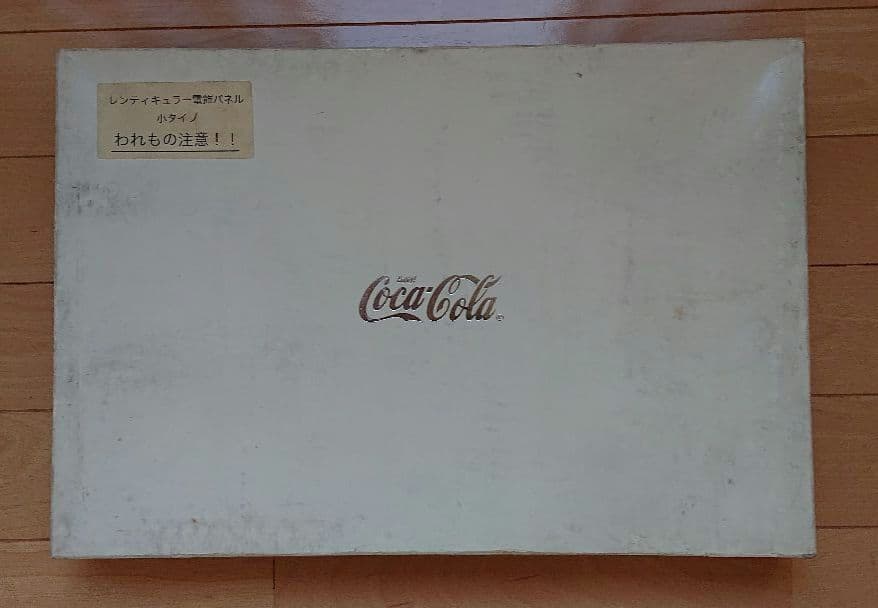 レンティキュラー電飾パネル
小タイプ
われもの注意！！
Enjoy
Coca-Cola
®